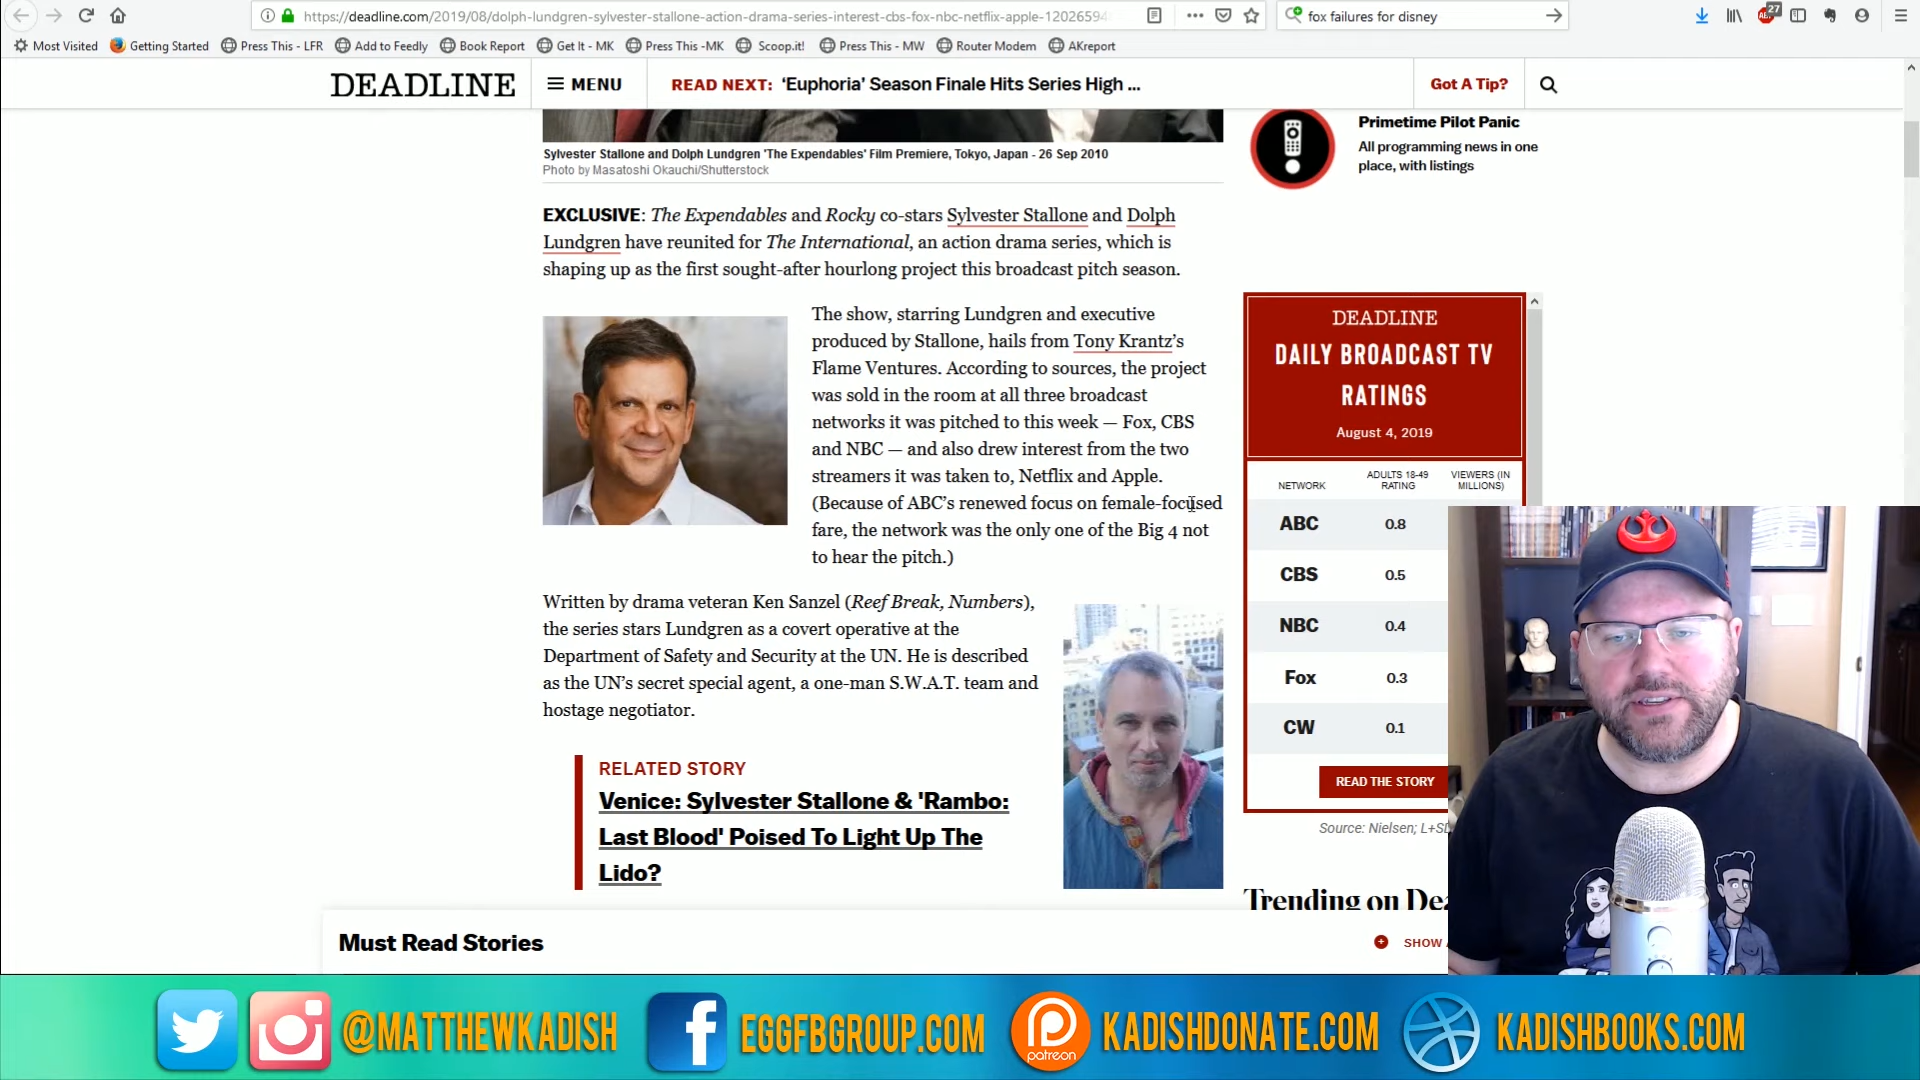 https://deadline.com/2019/08/dolph-lundgren-sylvester-stallone-action-drama-series-interest-cbs-fox-nbc-netflix-apple-12026594
fox failures for disney
27
Most Visited Getting Started Press This - LFR Add to Feedly Book Report Get It - MK Press This -MK Scoop.it! Press This - MW Router Modem AKreport
DEADLINE
MENU
READ NEXT: ‘Euphoria’ Season Finale Hits Series High ...
Got A Tip?
Sylvester Stallone and Dolph Lundgren 'The Expendables' Film Premiere, Tokyo, Japan - 26 Sep 2010
Photo by Masatoshi Okauchi/Shutterstock
EXCLUSIVE: The Expendables and Rocky co-stars Sylvester Stallone and Dolph
Lundgren have reunited for The International, an action drama series, which is
shaping up as the first sought-after hourlong project this broadcast pitch season.
The show, starring Lundgren and executive
produced by Stallone, hails from Tony Krantz’s
Flame Ventures. According to sources, the project
was sold in the room at all three broadcast
networks it was pitched to this week — Fox, CBS
and NBC — and also drew interest from the two
streamers it was taken to, Netflix and Apple.
(Because of ABC’s renewed focus on female-focused
fare, the network was the only one of the Big 4 not
to hear the pitch.)
Written by drama veteran Ken Sanzel (Reef Break, Numbers),
the series stars Lundgren as a covert operative at the
Department of Safety and Security at the UN. He is described
as the UN’s secret special agent, a one-man S.W.A.T. team and
hostage negotiator.
RELATED STORY
Venice: Sylvester Stallone & 'Rambo:
Last Blood' Poised To Light Up The
Lido?
Must Read Stories
Primetime Pilot Panic
All programming news in one
place, with listings
DEADLINE
DAILY BROADCAST TV
RATINGS
August 4, 2019
NETWORK ADULTS 18-49 RATING VIEWERS (IN MILLIONS)
ABC 0.8
CBS 0.5
NBC 0.4
Fox 0.3
CW 0.1
READ THE STORY
Source: Nielsen; L+SD
Trending on De
SHOW
@MATTHEWKADISH
EGGFBGROUP.COM
patreon
KADISHDONATE.COM
KADISHBOOKS.COM